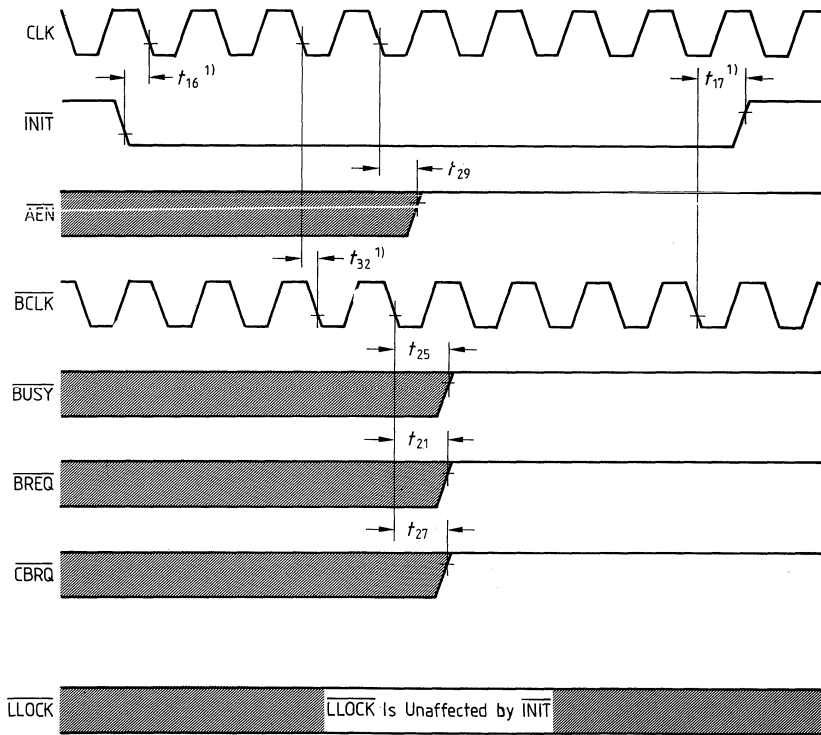 CLK
t16 1)
t17 1)
INIT
t29
AEN
t32 1)
BCLK
t25
BUSY
t21
BREQ
t27
CBRQ
LLOCK
LLOCK Is Unaffected by INIT